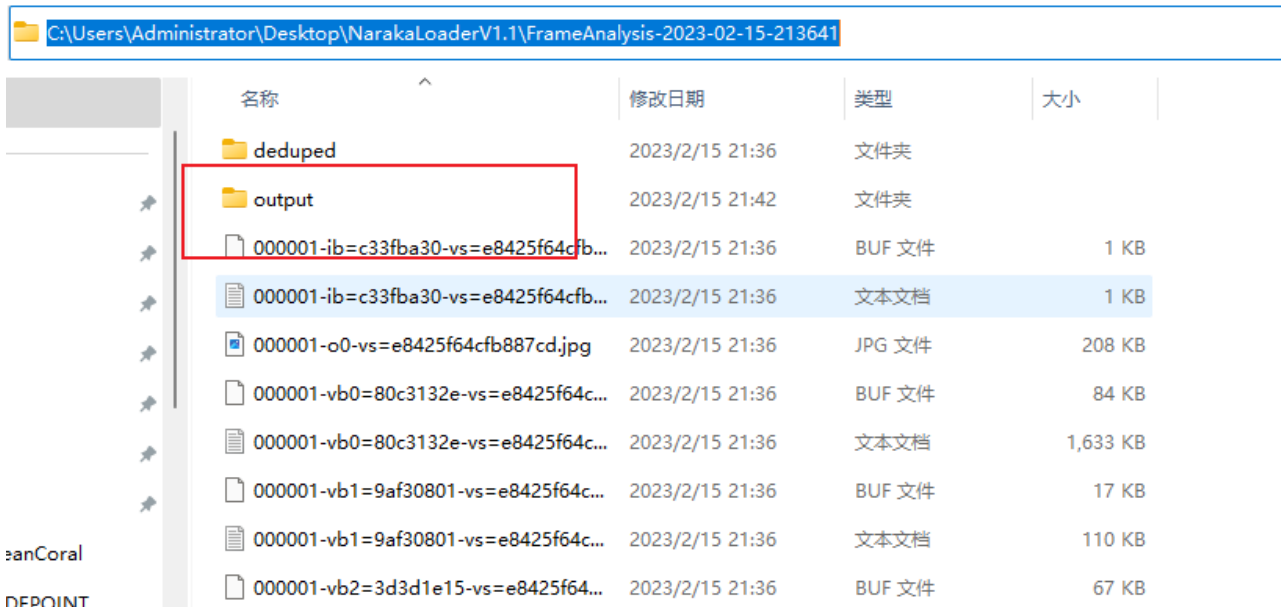 C:\Users\Administrator\Desktop\NarakaLoaderV1.1\FrameAnalysis-2023-02-15-213641
名称 修改日期 类型 大小
deduped 2023/2/15 21:36 文件夹
output 2023/2/15 21:42 文件夹
000001-ib=c33fba30-vs=e8425f64cfb... 2023/2/15 21:36 BUF 文件 1 KB
000001-ib=c33fba30-vs=e8425f64cfb... 2023/2/15 21:36 文本文档 1 KB
000001-o0-vs=e8425f64cfb887cd.jpg 2023/2/15 21:36 JPG 文件 208 KB
000001-vb0=80c3132e-vs=e8425f64c... 2023/2/15 21:36 BUF 文件 84 KB
000001-vb0=80c3132e-vs=e8425f64c... 2023/2/15 21:36 文本文档 1,633 KB
000001-vb1=9af30801-vs=e8425f64c... 2023/2/15 21:36 BUF 文件 17 KB
000001-vb1=9af30801-vs=e8425f64c... 2023/2/15 21:36 文本文档 110 KB
eanCoral
000001-vb2=3d3d1e15-vs=e8425f64... 2023/2/15 21:36 BUF 文件 67 KB
DEPOINT